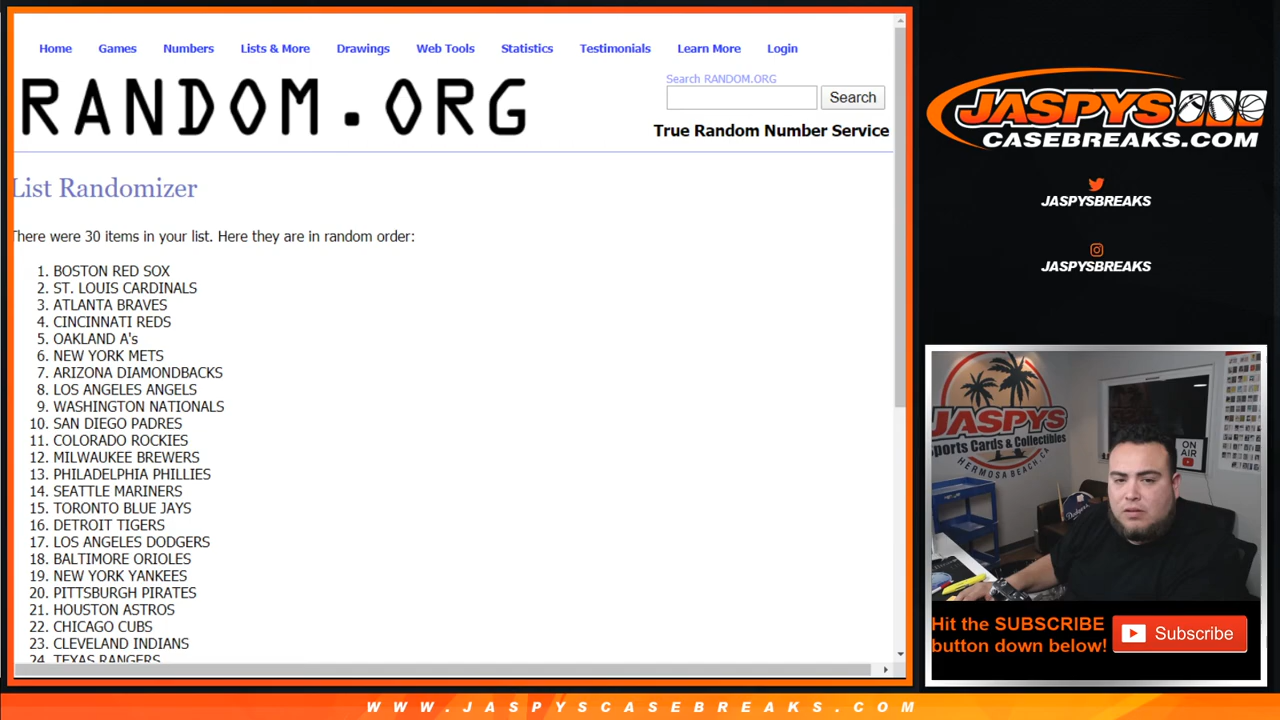 Home Games Numbers Lists & More Drawings Web Tools Statistics Testimonials Learn More Login
RANDOM.ORG
Search RANDOM.ORG
Search
True Random Number Service
List Randomizer
There were 30 items in your list. Here they are in random order:
1. BOSTON RED SOX
2. ST. LOUIS CARDINALS
3. ATLANTA BRAVES
4. CINCINNATI REDS
5. OAKLAND A's
6. NEW YORK METS
7. ARIZONA DIAMONDBACKS
8. LOS ANGELES ANGELS
9. WASHINGTON NATIONALS
10. SAN DIEGO PADRES
11. COLORADO ROCKIES
12. MILWAUKEE BREWERS
13. PHILADELPHIA PHILLIES
14. SEATTLE MARINERS
15. TORONTO BLUE JAYS
16. DETROIT TIGERS
17. LOS ANGELES DODGERS
18. BALTIMORE ORIOLES
19. NEW YORK YANKEES
20. PITTSBURGH PIRATES
21. HOUSTON ASTROS
22. CHICAGO CUBS
23. CLEVELAND INDIANS
24. TEXAS RANGERS
JASPYS
CASEBREAKS.COM
JASPYSBREAKS
JASPYSBREAKS
JASPYS
Sports Cards & Collectibles
HERMOSA BEACH, CA
ON
AIR
Dodgers
Hit the SUBSCRIBE
button down below!
Subscribe
WWW.JASPYSCASEBREAKS.COM